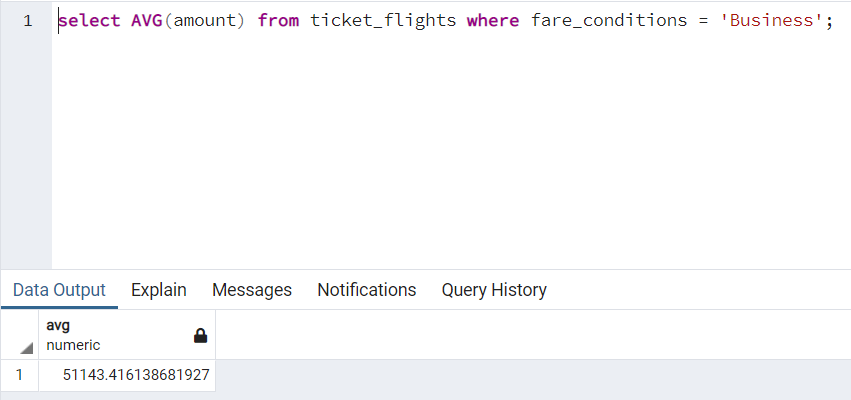 1 select AVG(amount) from ticket_flights where fare_conditions = 'Business';
Data Output Explain Messages Notifications Query History
avg
numeric
1 51143.416138681927